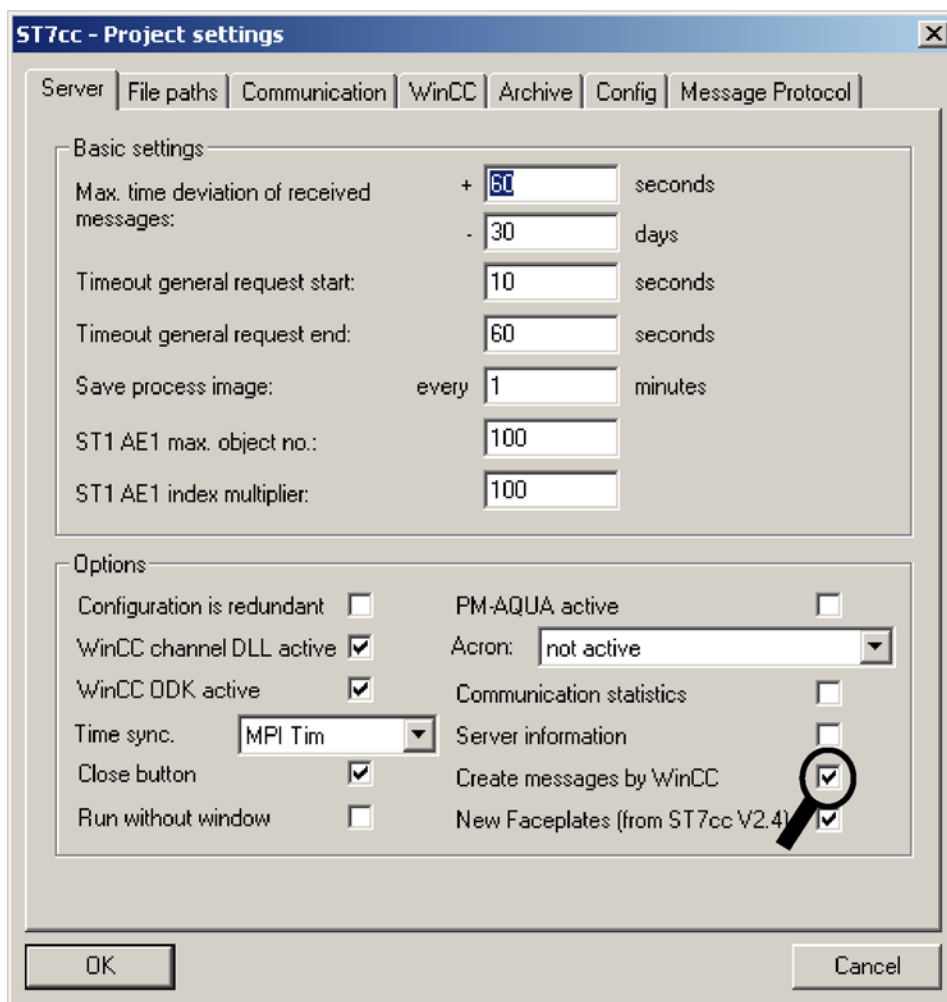 ST7cc - Project settings
Server File paths Communication WinCC Archive Config Message Protocol
Basic settings
Max. time deviation of received
messages:
+ 60 seconds
- 30 days
Timeout general request start: 10 seconds
Timeout general request end: 60 seconds
Save process image: every 1 minutes
ST1 AE1 max. object no.: 100
ST1 AE1 index multiplier: 100
Options
Configuration is redundant
WinCC channel DLL active
WinCC ODK active
Time sync. MPI Tim
Close button
Run without window
PM-AQUA active
Acron: not active
Communication statistics
Server information
Create messages by WinCC
New Faceplates (from ST7cc V2.4)
OK Cancel